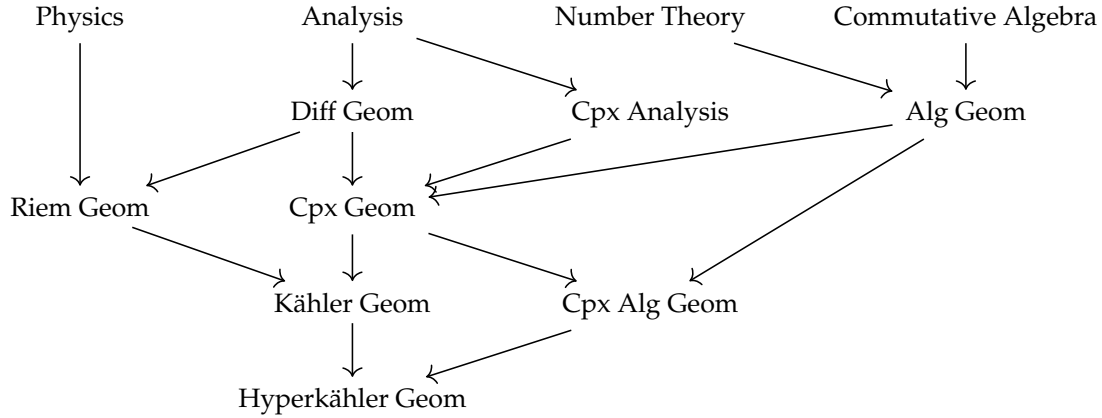 Physics Analysis Number Theory Commutative Algebra
Diff Geom Cpx Analysis Alg Geom
Riem Geom Cpx Geom
Kähler Geom Cpx Alg Geom
Hyperkähler Geom